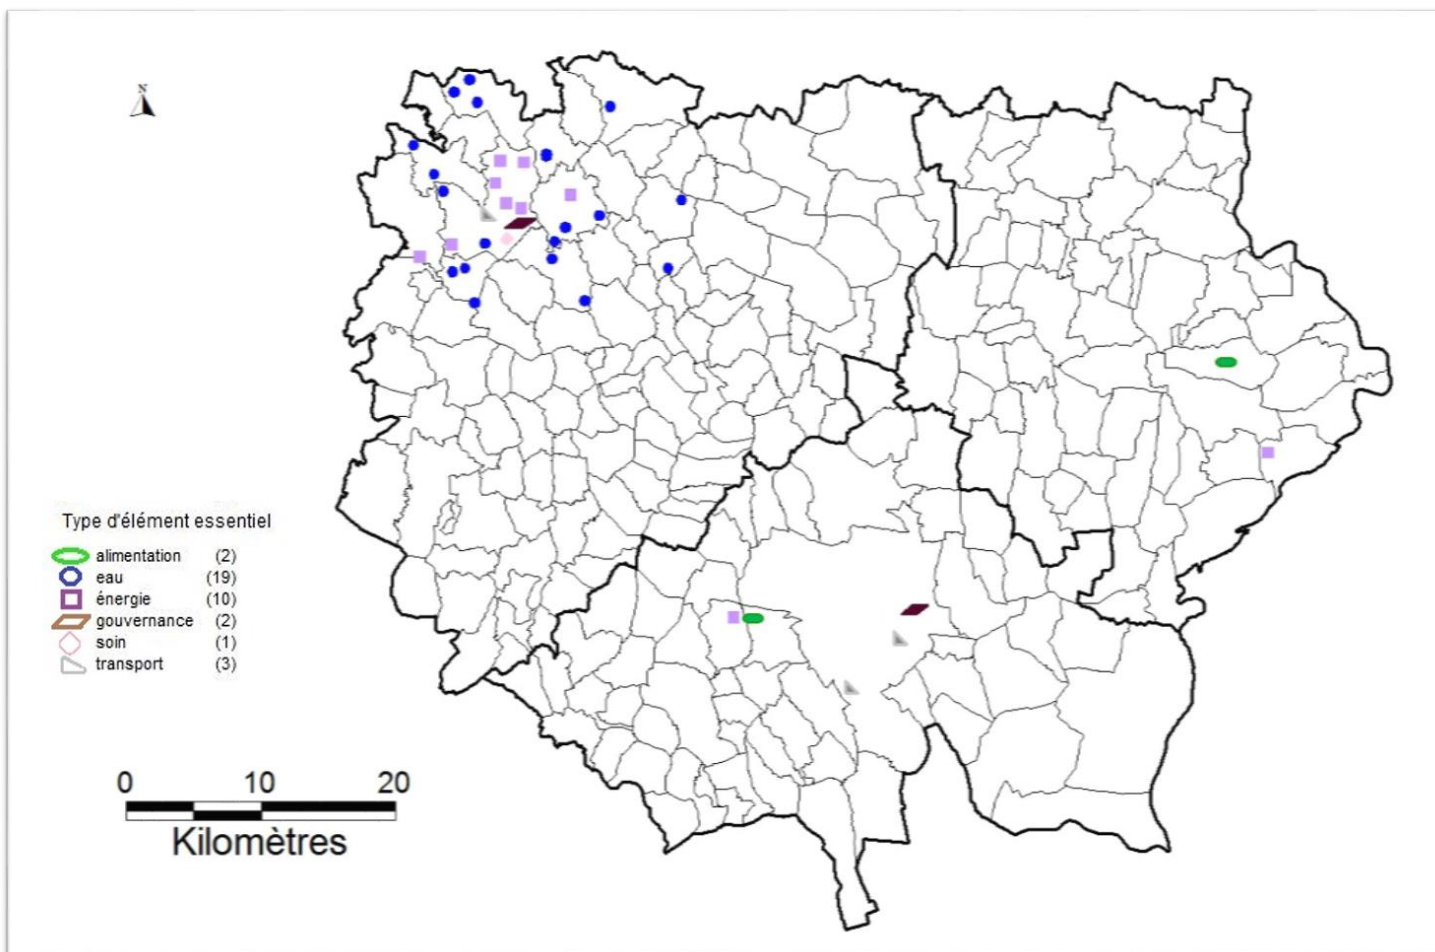 N
Type d'élément essentiel
alimentation (2)
eau (19)
énergie (10)
gouvernance (2)
soin (1)
transport (3)
0 10 20
Kilomètres